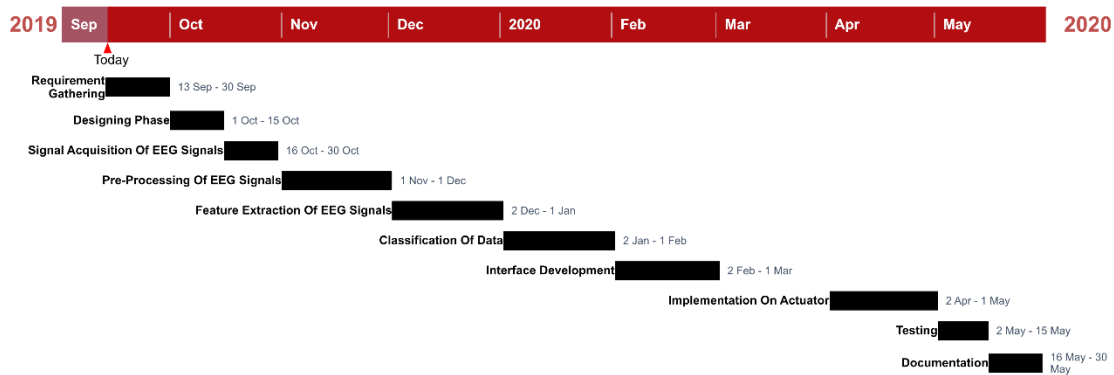 2019 Sep Oct Nov Dec 2020 Feb Mar Apr May 2020
Today
Requirement
Gathering
13 Sep - 30 Sep
Designing Phase 1 Oct - 15 Oct
Signal Acquisition Of EEG Signals 16 Oct - 30 Oct
Pre-Processing Of EEG Signals 1 Nov - 1 Dec
Feature Extraction Of EEG Signals 2 Dec - 1 Jan
Classification Of Data 2 Jan - 1 Feb
Interface Development 2 Feb - 1 Mar
Implementation On Actuator 2 Apr - 1 May
Testing 2 May - 15 May
Documentation 16 May - 30
May